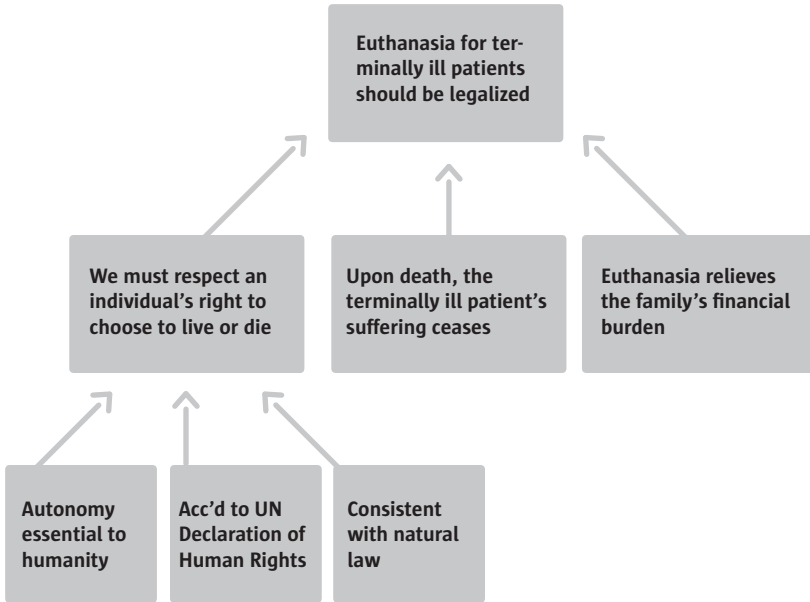 Euthanasia for ter-
minally ill patients
should be legalized
We must respect an
individual's right to
choose to live or die
Upon death, the
terminally ill patient's
suffering ceases
Euthanasia relieves
the family's financial
burden
Autonomy
essential to
humanity
Acc'd to UN
Declaration of
Human Rights
Consistent
with natural
law